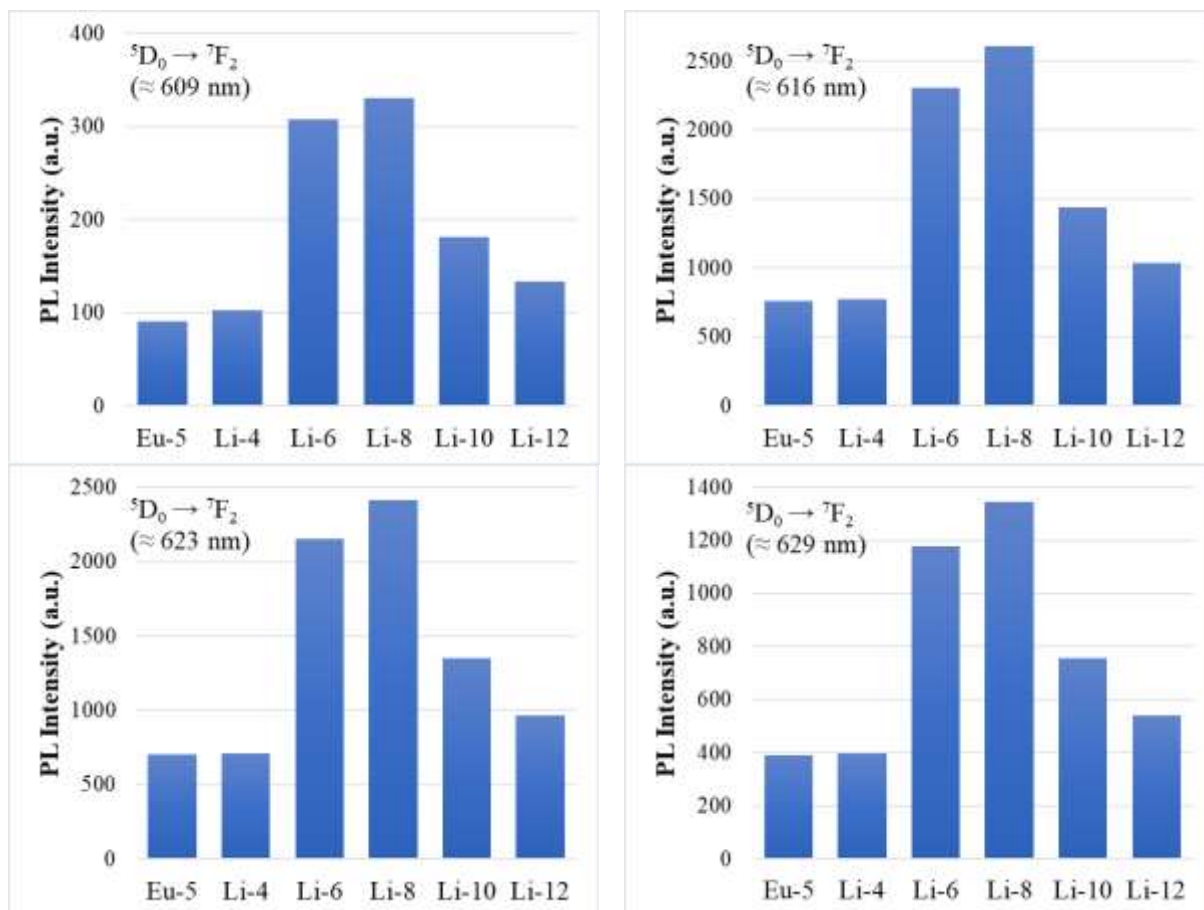 ⁵D₀ → ⁷F₂
(≈ 609 nm)
PL Intensity (a.u.)
400
300
200
100
0
Eu-5 Li-4 Li-6 Li-8 Li-10 Li-12
⁵D₀ → ⁷F₂
(≈ 616 nm)
PL Intensity (a.u.)
2500
2000
1500
1000
500
0
Eu-5 Li-4 Li-6 Li-8 Li-10 Li-12
⁵D₀ → ⁷F₂
(≈ 623 nm)
PL Intensity (a.u.)
2500
2000
1500
1000
500
0
Eu-5 Li-4 Li-6 Li-8 Li-10 Li-12
⁵D₀ → ⁷F₂
(≈ 629 nm)
PL Intensity (a.u.)
1400
1200
1000
800
600
400
200
0
Eu-5 Li-4 Li-6 Li-8 Li-10 Li-12